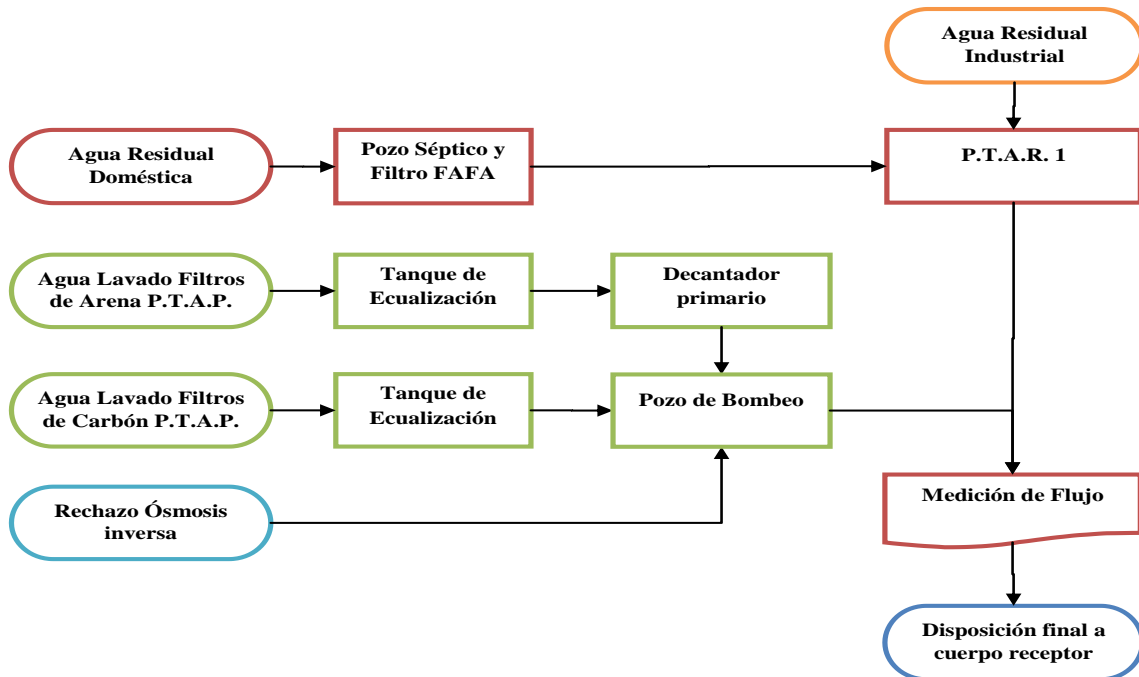 Agua Residual
Industrial
Agua Residual
Doméstica
Pozo Séptico y
Filtro FAFA
P.T.A.R. 1
Agua Lavado Filtros
de Arena P.T.A.P.
Tanque de
Ecualización
Decantador
primario
Agua Lavado Filtros
de Carbón P.T.A.P.
Tanque de
Ecualización
Pozo de Bombeo
Rechazo Ósmosis
inversa
Medición de Flujo
Disposición final a
cuerpo receptor